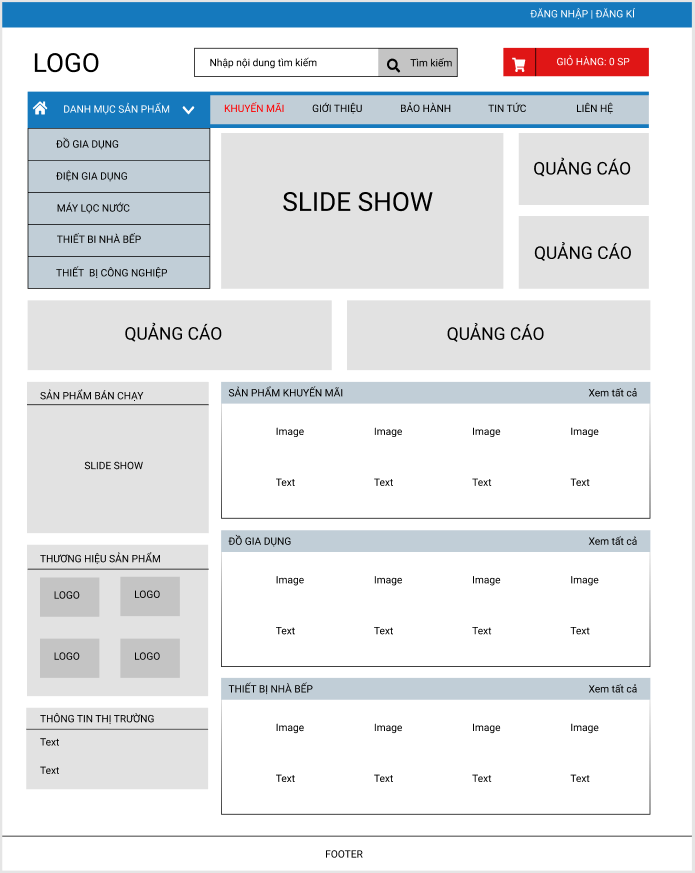 ĐĂNG NHẬP | ĐĂNG KÍ
LOGO
Nhập nội dung tìm kiếm
Tìm kiếm
GIỎ HÀNG: 0 SP
DANH MỤC SẢN PHẨM
KHUYẾN MÃI
GIỚI THIỆU
BẢO HÀNH
TIN TỨC
LIÊN HỆ
ĐỒ GIA DỤNG
ĐIỆN GIA DỤNG
MÁY LỌC NƯỚC
THIẾT BI NHÀ BẾP
THIẾT BỊ CÔNG NGHIỆP
SLIDE SHOW
QUẢNG CÁO
QUẢNG CÁO
QUẢNG CÁO
QUẢNG CÁO
SẢN PHẨM BÁN CHẠY
SLIDE SHOW
THƯƠNG HIỆU SẢN PHẨM
LOGO
LOGO
LOGO
LOGO
THÔNG TIN THỊ TRƯỜNG
Text
Text
SẢN PHẨM KHUYẾN MÃI
Xem tất cả
Image Image Image Image
Text Text Text Text
ĐỒ GIA DỤNG
Xem tất cả
Image Image Image Image
Text Text Text Text
THIẾT BỊ NHÀ BẾP
Xem tất cả
Image Image Image Image
Text Text Text Text
FOOTER